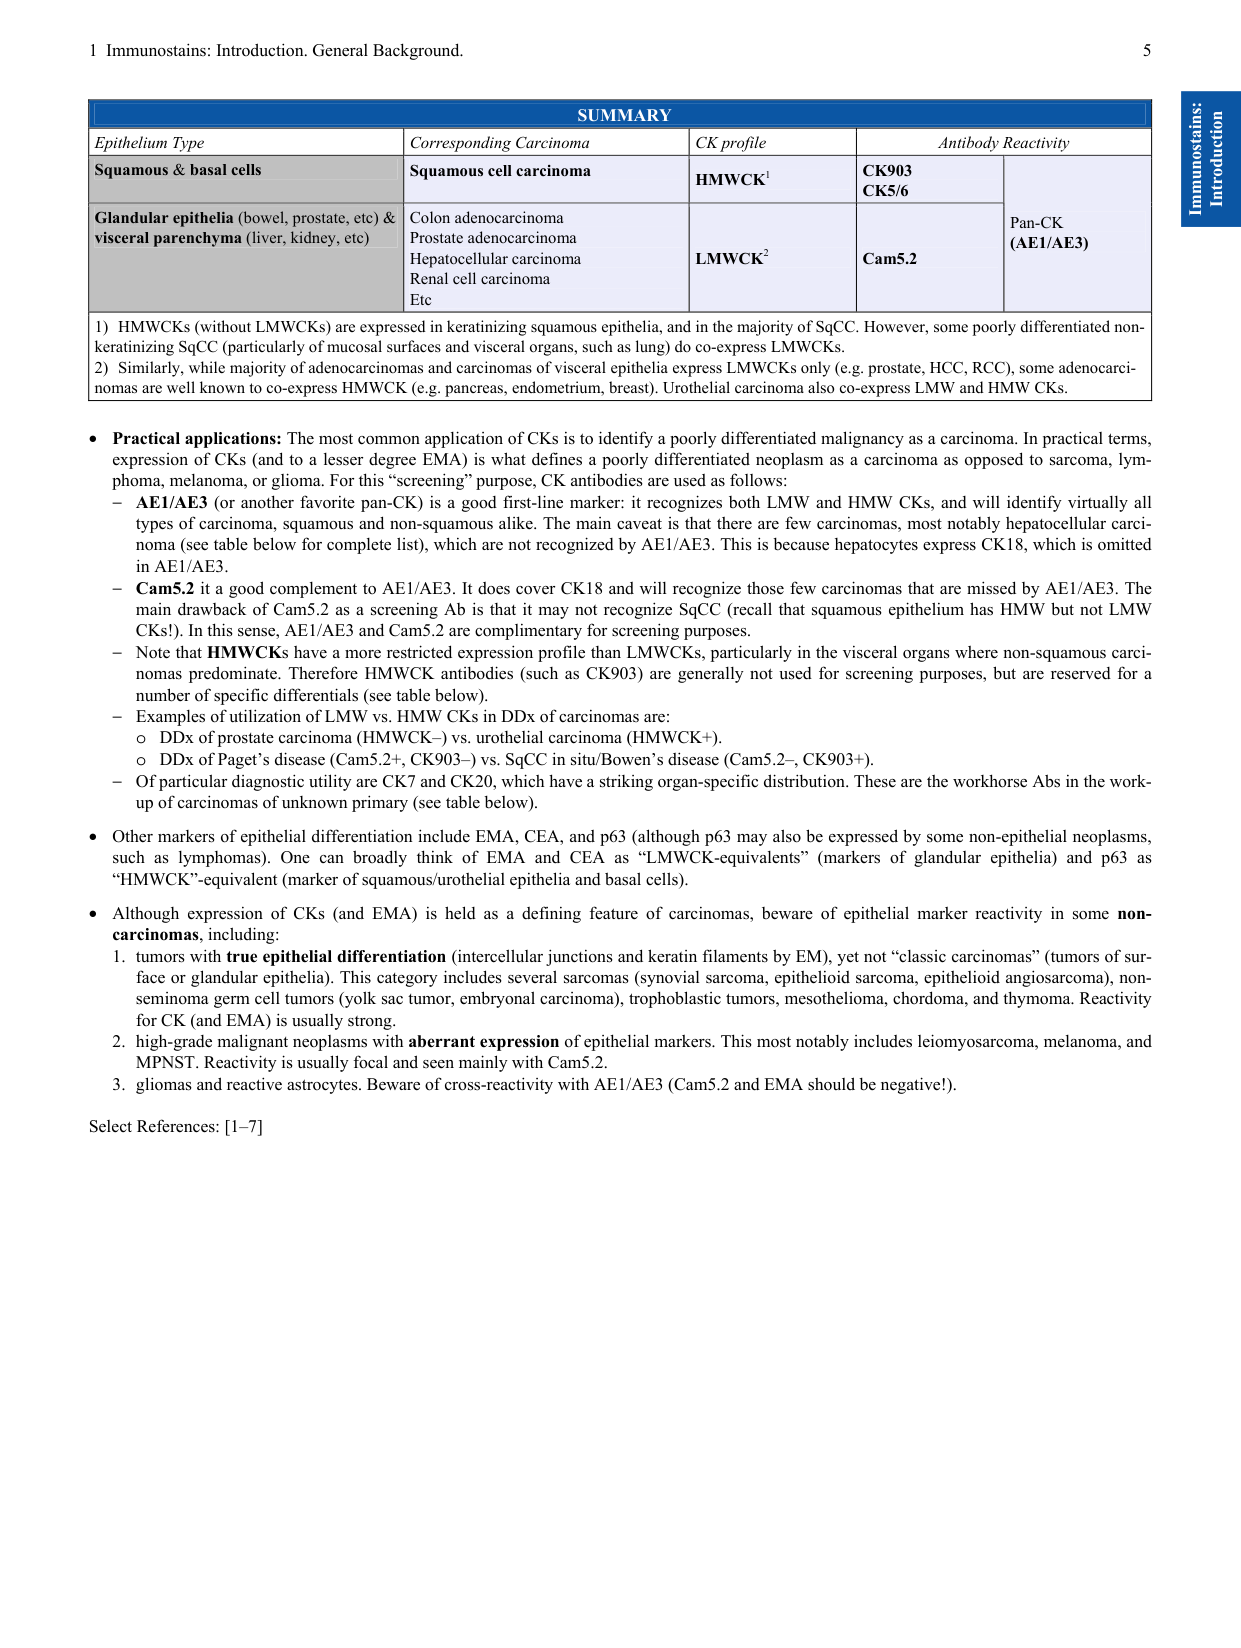 1 Immunostains: Introduction. General Background.
5
Immunostains:
Introduction
SUMMARY
Epithelium Type
Corresponding Carcinoma
CK profile
Antibody Reactivity
Squamous & basal cells
Squamous cell carcinoma
HMWCK1
CK903
CK5/6
Pan-CK
(AE1/AE3)
Glandular epithelia (bowel, prostate, etc) &
visceral parenchyma (liver, kidney, etc)
Colon adenocarcinoma
Prostate adenocarcinoma
Hepatocellular carcinoma
Renal cell carcinoma
Etc
LMWCK2
Cam5.2
1) HMWCKs (without LMWCKs) are expressed in keratinizing squamous epithelia, and in the majority of SqCC. However, some poorly differentiated non-
keratinizing SqCC (particularly of mucosal surfaces and visceral organs, such as lung) do co-express LMWCKs.
2) Similarly, while majority of adenocarcinomas and carcinomas of visceral epithelia express LMWCKs only (e.g. prostate, HCC, RCC), some adenocarci-
nomas are well known to co-express HMWCK (e.g. pancreas, endometrium, breast). Urothelial carcinoma also co-express LMW and HMW CKs.
• Practical applications: The most common application of CKs is to identify a poorly differentiated malignancy as a carcinoma. In practical terms,
expression of CKs (and to a lesser degree EMA) is what defines a poorly differentiated neoplasm as a carcinoma as opposed to sarcoma, lym-
phoma, melanoma, or glioma. For this “screening” purpose, CK antibodies are used as follows:
– AE1/AE3 (or another favorite pan-CK) is a good first-line marker: it recognizes both LMW and HMW CKs, and will identify virtually all
types of carcinoma, squamous and non-squamous alike. The main caveat is that there are few carcinomas, most notably hepatocellular carci-
noma (see table below for complete list), which are not recognized by AE1/AE3. This is because hepatocytes express CK18, which is omitted
in AE1/AE3.
– Cam5.2 it a good complement to AE1/AE3. It does cover CK18 and will recognize those few carcinomas that are missed by AE1/AE3. The
main drawback of Cam5.2 as a screening Ab is that it may not recognize SqCC (recall that squamous epithelium has HMW but not LMW
CKs!). In this sense, AE1/AE3 and Cam5.2 are complimentary for screening purposes.
– Note that HMWCKs have a more restricted expression profile than LMWCKs, particularly in the visceral organs where non-squamous carci-
nomas predominate. Therefore HMWCK antibodies (such as CK903) are generally not used for screening purposes, but are reserved for a
number of specific differentials (see table below).
– Examples of utilization of LMW vs. HMW CKs in DDx of carcinomas are:
o DDx of prostate carcinoma (HMWCK–) vs. urothelial carcinoma (HMWCK+).
o DDx of Paget’s disease (Cam5.2+, CK903–) vs. SqCC in situ/Bowen’s disease (Cam5.2–, CK903+).
– Of particular diagnostic utility are CK7 and CK20, which have a striking organ-specific distribution. These are the workhorse Abs in the work-
up of carcinomas of unknown primary (see table below).
• Other markers of epithelial differentiation include EMA, CEA, and p63 (although p63 may also be expressed by some non-epithelial neoplasms,
such as lymphomas). One can broadly think of EMA and CEA as “LMWCK-equivalents” (markers of glandular epithelia) and p63 as
“HMWCK”-equivalent (marker of squamous/urothelial epithelia and basal cells).
• Although expression of CKs (and EMA) is held as a defining feature of carcinomas, beware of epithelial marker reactivity in some non-
carcinomas, including:
1. tumors with true epithelial differentiation (intercellular junctions and keratin filaments by EM), yet not “classic carcinomas” (tumors of sur-
face or glandular epithelia). This category includes several sarcomas (synovial sarcoma, epithelioid sarcoma, epithelioid angiosarcoma), non-
seminoma germ cell tumors (yolk sac tumor, embryonal carcinoma), trophoblastic tumors, mesothelioma, chordoma, and thymoma. Reactivity
for CK (and EMA) is usually strong.
2. high-grade malignant neoplasms with aberrant expression of epithelial markers. This most notably includes leiomyosarcoma, melanoma, and
MPNST. Reactivity is usually focal and seen mainly with Cam5.2.
3. gliomas and reactive astrocytes. Beware of cross-reactivity with AE1/AE3 (Cam5.2 and EMA should be negative!).
Select References: [1–7]